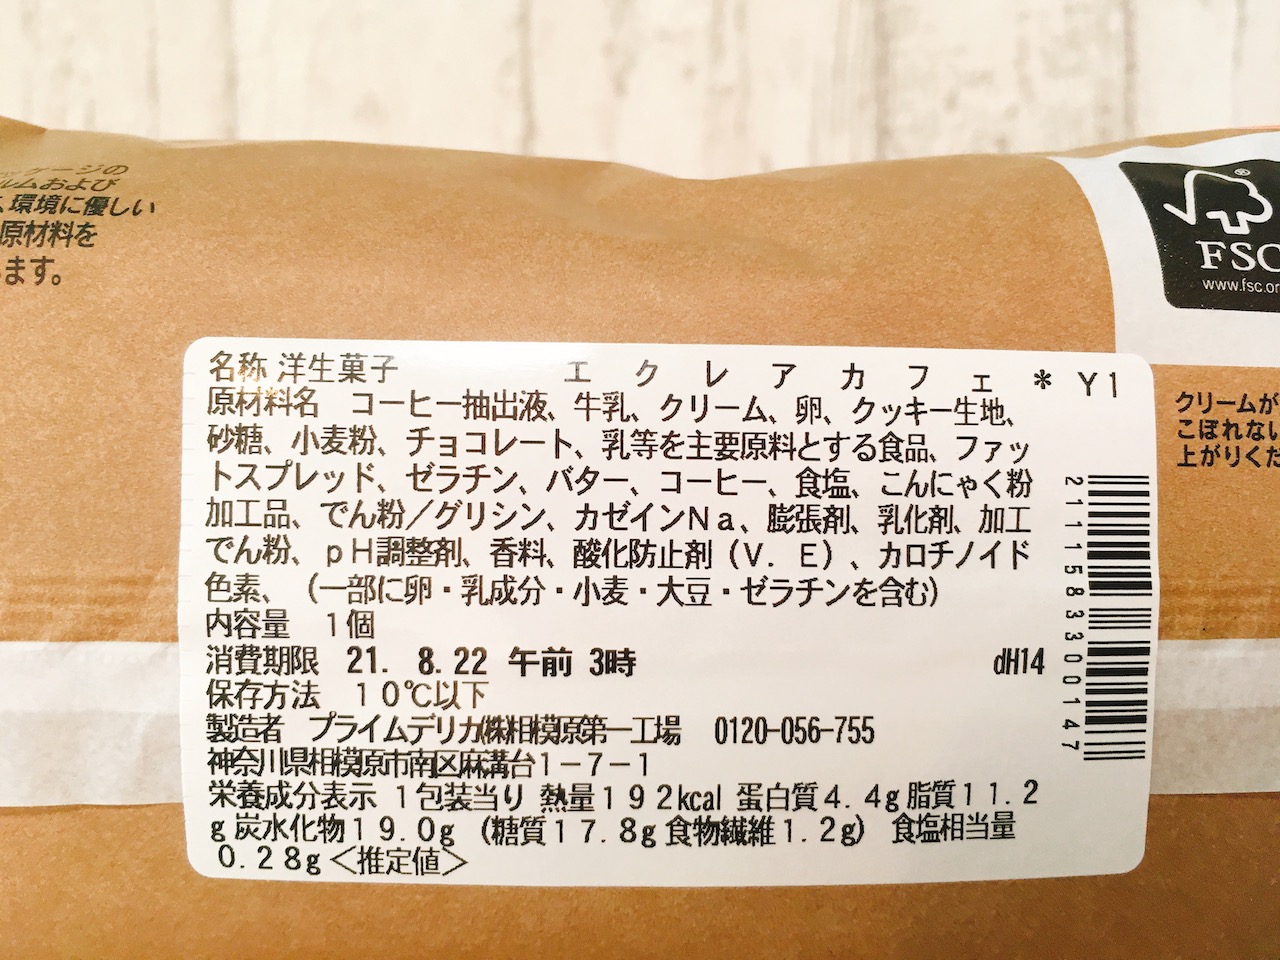 ージの
ルムおよび
、環境に優しい
原材料を
ます。
FSC
www.fsc.or
クリームが
こぼれない
上がりくだ
名称 洋生菓子 エクレアカフェ * Y1
原材料名 コーヒー抽出液、牛乳、クリーム、卵、クッキー生地、
砂糖、小麦粉、チョコレート、乳等を主要原料とする食品、ファッ
トスプレッド、ゼラチン、バター、コーヒー、食塩、こんにゃく粉
加工品、でん粉/グリシン、カゼインNa、膨張剤、乳化剤、加工
でん粉、pH調整剤、香料、酸化防止剤(V. E)、カロチノイド
色素、(一部に卵・乳成分・小麦・大豆・ゼラチンを含む)
内容量 1個
消費期限 21. 8.22 午前 3時 dH14
保存方法 10℃以下
製造者 プライムデリカ㈱相模原第一工場 0120-056-755
神奈川県相模原市南区麻溝台1-7-1
栄養成分表示 1包装当り 熱量192kcal 蛋白質4.4g 脂質11.2
g 炭水化物19.0g (糖質17.8g 食物繊維1.2g) 食塩相当量
0.28g<推定値>
2111583300147